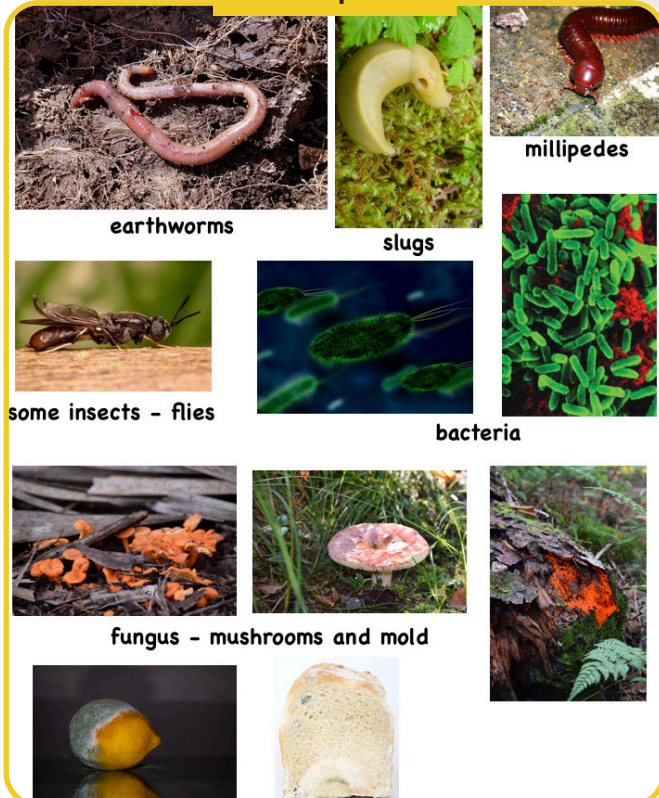 earthworms
slugs
millipedes
some insects - flies
bacteria
fungus - mushrooms and mold